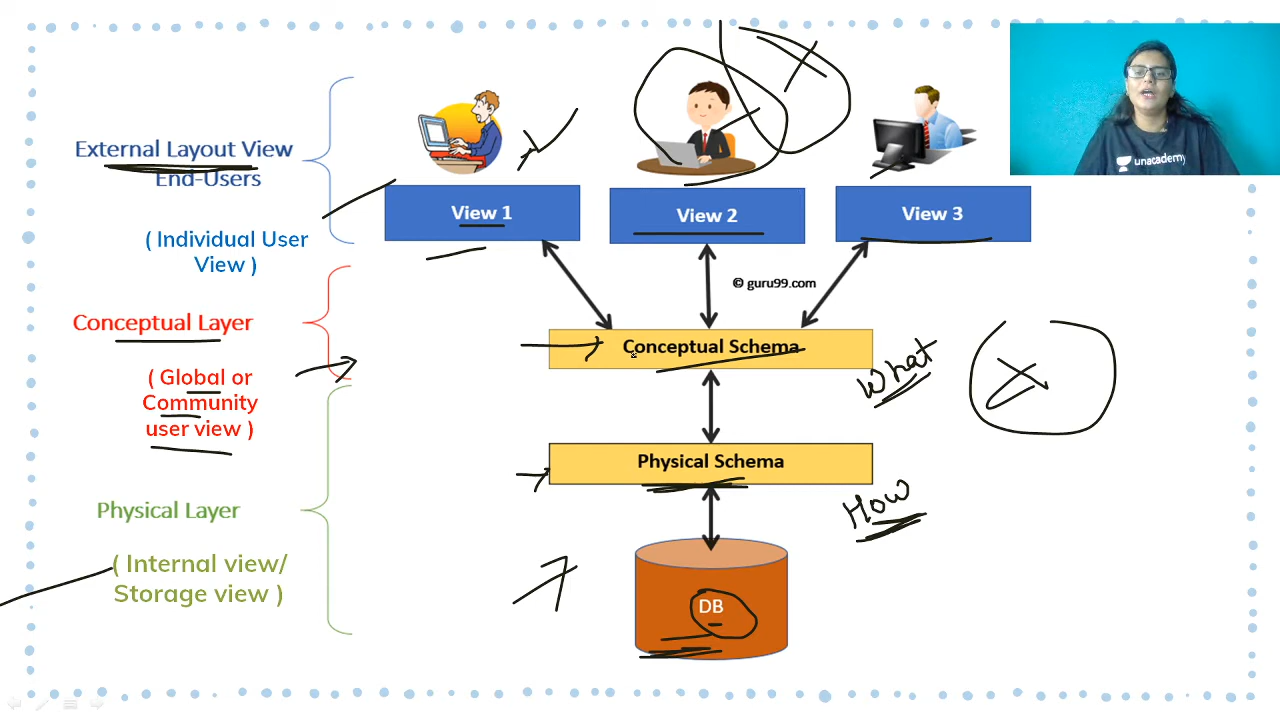 unacademy
External Layout View
End-Users
( Individual User
View )
View 1
View 2
View 3
© guru99.com
Conceptual Layer
( Global or
Community
user view )
Conceptual Schema
What
Physical Schema
How
Physical Layer
( Internal view/
Storage view )
DB